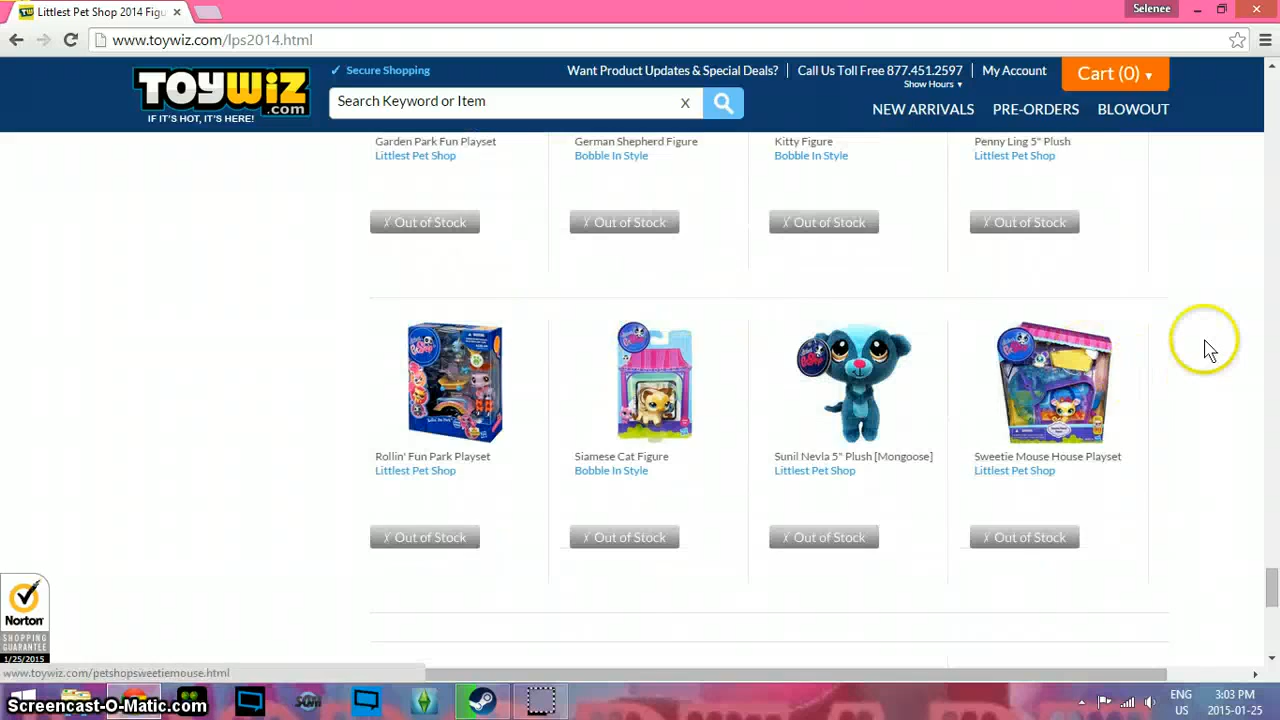 Littlest Pet Shop 2014 Figu
Selenee
www.toywiz.com/lps2014.html
TOYWIZ
.com
IF IT'S HOT, IT'S HERE!
✓ Secure Shopping
Want Product Updates & Special Deals?
Call Us Toll Free 877.451.2597
My Account
Cart (0) ▼
Show Hours ▼
Search Keyword or Item
X
NEW ARRIVALS
PRE-ORDERS
BLOWOUT
Garden Park Fun Playset
Littlest Pet Shop
German Shepherd Figure
Bobble In Style
Kitty Figure
Bobble In Style
Penny Ling 5" Plush
Littlest Pet Shop
X Out of Stock
X Out of Stock
X Out of Stock
X Out of Stock
Rollin' Fun Park Playset
Littlest Pet Shop
Siamese Cat Figure
Bobble In Style
Sunil Nevla 5" Plush [Mongoose]
Littlest Pet Shop
Sweetie Mouse House Playset
Littlest Pet Shop
X Out of Stock
X Out of Stock
X Out of Stock
X Out of Stock
Norton
SHOPPING
GUARANTEE
1/25/2015
www.toywiz.com/petshopsweetiemouse.html
Screencast-O-Matic.com
ENG
US
3:03 PM
2015-01-25